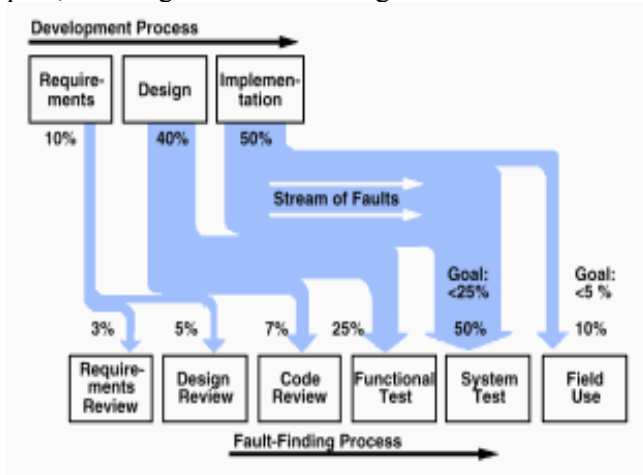 Development Process
Require-
ments
Design
Implemen-
tation
10%
40%
50%
Stream of Faults
Goal:
<25%
Goal:
<5 %
3%
5%
7%
25%
50%
10%
Require-
ments
Review
Design
Review
Code
Review
Functional
Test
System
Test
Field
Use
Fault-Finding Process